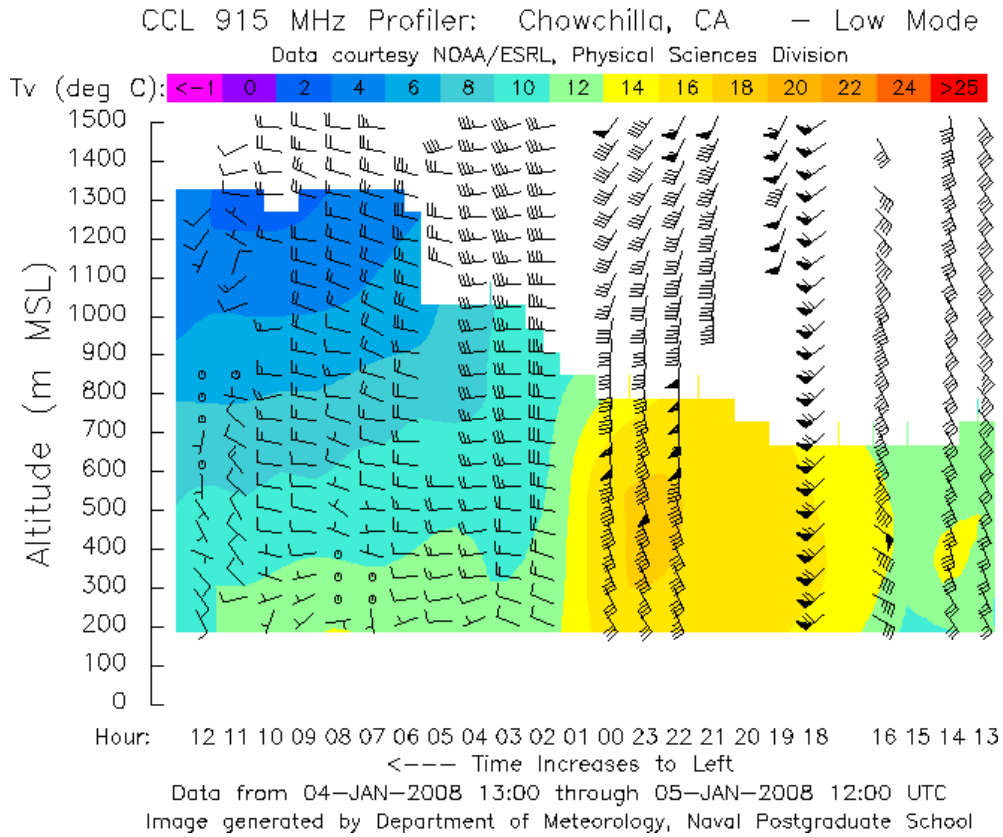 CCL 915 MHz Profiler: Chowchilla, CA – Low Mode
Data courtesy NOAA/ESRL, Physical Sciences Division
Tv (deg C): <-1 0 2 4 6 8 10 12 14 16 18 20 22 24 >25
1500
1400
1300
1200
1100
1000
900
800
700
600
500
400
300
200
100
0
Altitude (m MSL)
Hour: 12 11 10 09 08 07 06 05 04 03 02 01 00 23 22 21 20 19 18 16 15 14 13
<--- Time Increases to Left
Data from 04-JAN-2008 13:00 through 05-JAN-2008 12:00 UTC
Image generated by Department of Meteorology, Naval Postgraduate School